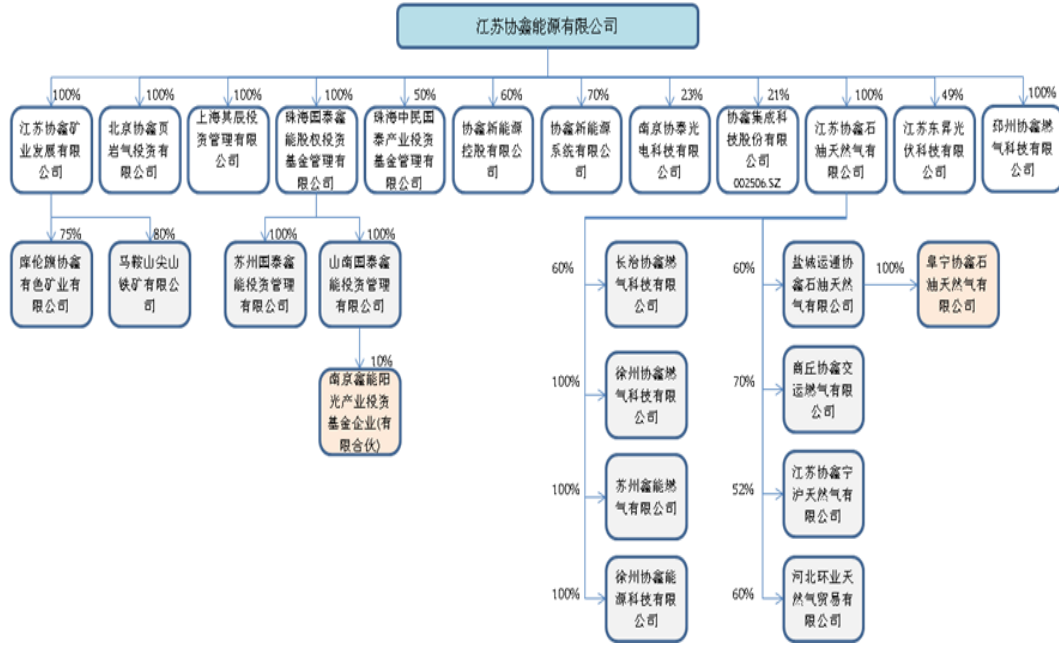 江苏协鑫能源有限公司
100%
100%
100%
100%
50%
60%
70%
23%
21%
100%
49%
100%
江苏协鑫矿
业发展有限
公司
北京协鑫页
岩气投资有
限公司
上海其辰投
资管理有限
公司
珠海国泰鑫
能股权投资
基金管理有
限公司
珠海中民国
泰产业投资
基金管理有
限公司
协鑫新能源
控股有限公
司
协鑫新能源
系统有限公
司
南京协泰光
电科技有限
公司
协鑫集成科
技股份有限
公司
002506.SZ
江苏协鑫石
油天然气有
限公司
江苏东昇光
伏科技有限
公司
邳州协鑫燃
气科技有限
公司
75%
80%
100%
100%
库伦旗协鑫
有色矿业有
限公司
马鞍山尖山
铁矿有限公
司
苏州国泰鑫
能投资管理
有限公司
山南国泰鑫
能投资管理
有限公司
10%
南京鑫能阳
光产业投资
基金企业(有
限合伙)
60%
长治协鑫燃
气科技有限
公司
60%
盐城运通协
鑫石油天然
气有限公司
100%
阜宁协鑫石
油天然气有
限公司
100%
徐州协鑫燃
气科技有限
公司
70%
商丘协鑫交
运燃气有限
公司
100%
苏州鑫能燃
气有限公司
52%
江苏协鑫宁
沪天然气有
限公司
100%
徐州协鑫能
源科技有限
公司
60%
河北环业天
然气贸易有
限公司